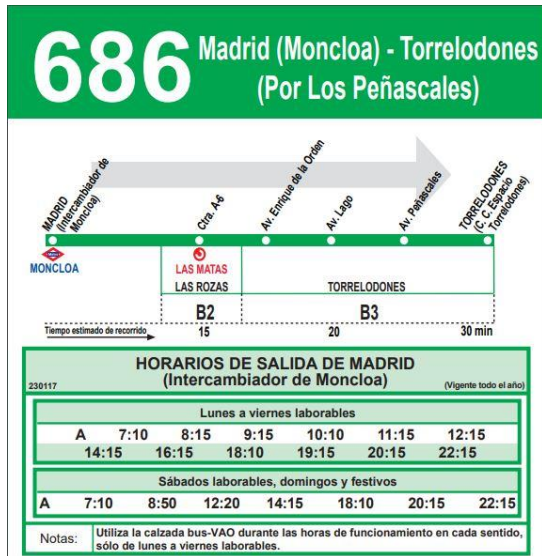 686
Madrid (Moncloa) - Torrelodones
(Por Los Peñascales)
MADRID
(Intercambiador de
Moncloa)
Ctra. A-6
Av. Enrique de la Orden
Av. Lago
Av. Peñascales
TORRELODONES
(C. C. Espacio
Torrelodones)
MONCLOA
LAS MATAS
LAS ROZAS
TORRELODONES
B2
B3
Tiempo estimado de recorrido
15
20
30 min
HORARIOS DE SALIDA DE MADRID
(Intercambiador de Moncloa)
230117
(Vigente todo el año)
Lunes a viernes laborables
A 7:10 8:15 9:15 10:10 11:15 12:15
14:15 16:15 18:10 19:15 20:15 22:15
Sábados laborables, domingos y festivos
A 7:10 8:50 12:20 14:15 18:10 20:15 22:15
Notas:
Utiliza la calzada bus-VAO durante las horas de funcionamiento en cada sentido,
sólo de lunes a viernes laborables.